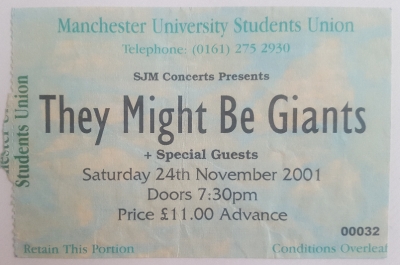 Manchester University Students Union
Telephone: (0161) 275 2930
SJM Concerts Presents
They Might Be Giants
+ Special Guests
Saturday 24th November 2001
Doors 7:30pm
Price £11.00 Advance
00032
Retain This Portion
Conditions Overleaf
Students Union